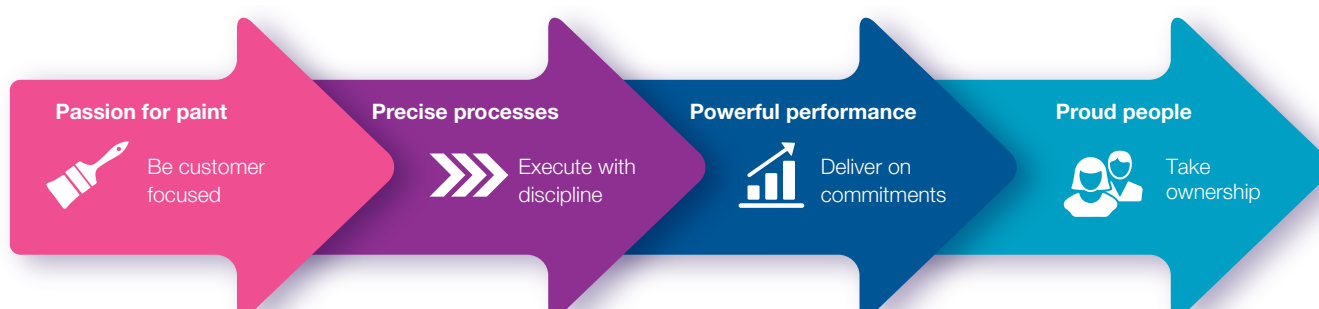 Passion for paint
Be customer
focused
Precise processes
Execute with
discipline
Powerful performance
Deliver on
commitments
Proud people
Take
ownership